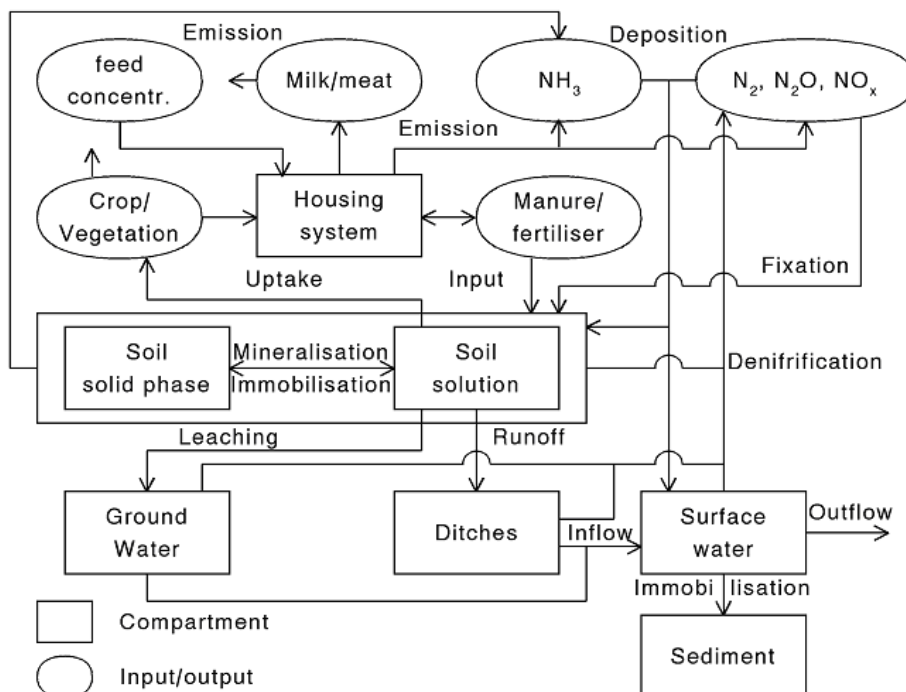 Emission
Deposition
feed
concentr.
Milk/meat
NH₃
N₂, N₂O, NOₓ
Emission
Crop/
Vegetation
Housing
system
Manure/
fertiliser
Uptake
Input
Fixation
Soil
solid phase
Mineralisation
Immobilisation
Soil
solution
Denifrification
Leaching
Runoff
Ground
Water
Ditches
Inflow
Surface
water
Outflow
Immobi lisation
Compartment
Sediment
Input/output